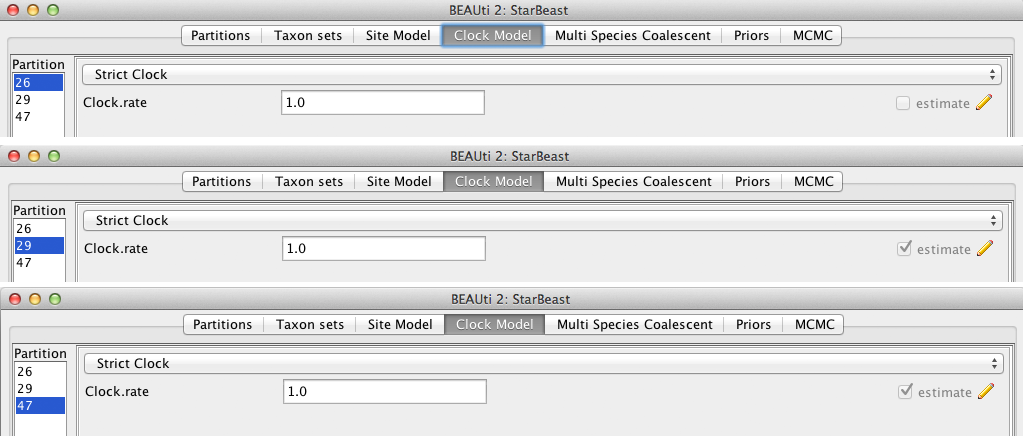 BEAUti 2: StarBeast
Partitions Taxon sets Site Model Clock Model Multi Species Coalescent Priors MCMC
Partition
26
29
47
Strict Clock
Clock.rate 1.0 estimate
BEAUti 2: StarBeast
Partitions Taxon sets Site Model Clock Model Multi Species Coalescent Priors MCMC
Partition
26
29
47
Strict Clock
Clock.rate 1.0 estimate
BEAUti 2: StarBeast
Partitions Taxon sets Site Model Clock Model Multi Species Coalescent Priors MCMC
Partition
26
29
47
Strict Clock
Clock.rate 1.0 estimate